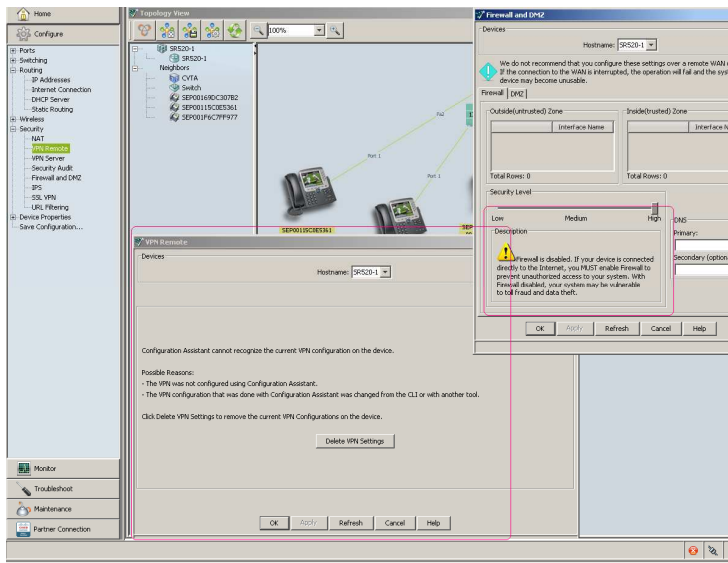 Home
Configure
Ports
Switching
Routing
IP Addresses
Internet Connection
DHCP Server
Static Routing
Wireless
Security
NAT
VPN Remote
VPN Server
Security Audit
Firewall and DMZ
IPS
SSL VPN
URL Filtering
Device Properties
Save Configuration...
Monitor
Troubleshoot
Maintenance
Partner Connection
Topology View
100%
SR520-1
SR520-1
Neighbors
CVTA
Switch
SEP00169DC307B2
SEP00115C0E5361
SEP001F6C7FF977
Fa2
Port 1
Port 1
SEP00115C0E5361
SEP
VPN Remote
Devices
Hostname: SR520-1
Configuration Assistant cannot recognize the current VPN configuration on the device.
Possible Reasons:
- The VPN was not configured using Configuration Assistant.
- The VPN configuration that was done with Configuration Assistant was changed from the CLI or with another tool.
Click Delete VPN Settings to remove the current VPN Configurations on the device.
Delete VPN Settings
OK Apply Refresh Cancel Help
Firewall and DMZ
Devices
Hostname: SR520-1
We do not recommend that you configure these settings over a remote WAN
If the connection to the WAN is interrupted, the operation will fail and the sys
device may become unusable.
Firewall DMZ
Outside(untrusted) Zone
Interface Name
Total Rows: 0
Inside(trusted) Zone
Interface N
Total Rows: 0
Security Level
Low Medium High
Description
Firewall is disabled. If your device is connected
directly to the Internet, you MUST enable Firewall to
prevent unauthorized access to your system. With
Firewall disabled, your system may be vulnerable
to toll fraud and data theft.
DNS
Primary:
Secondary (option
OK Apply Refresh Cancel Help